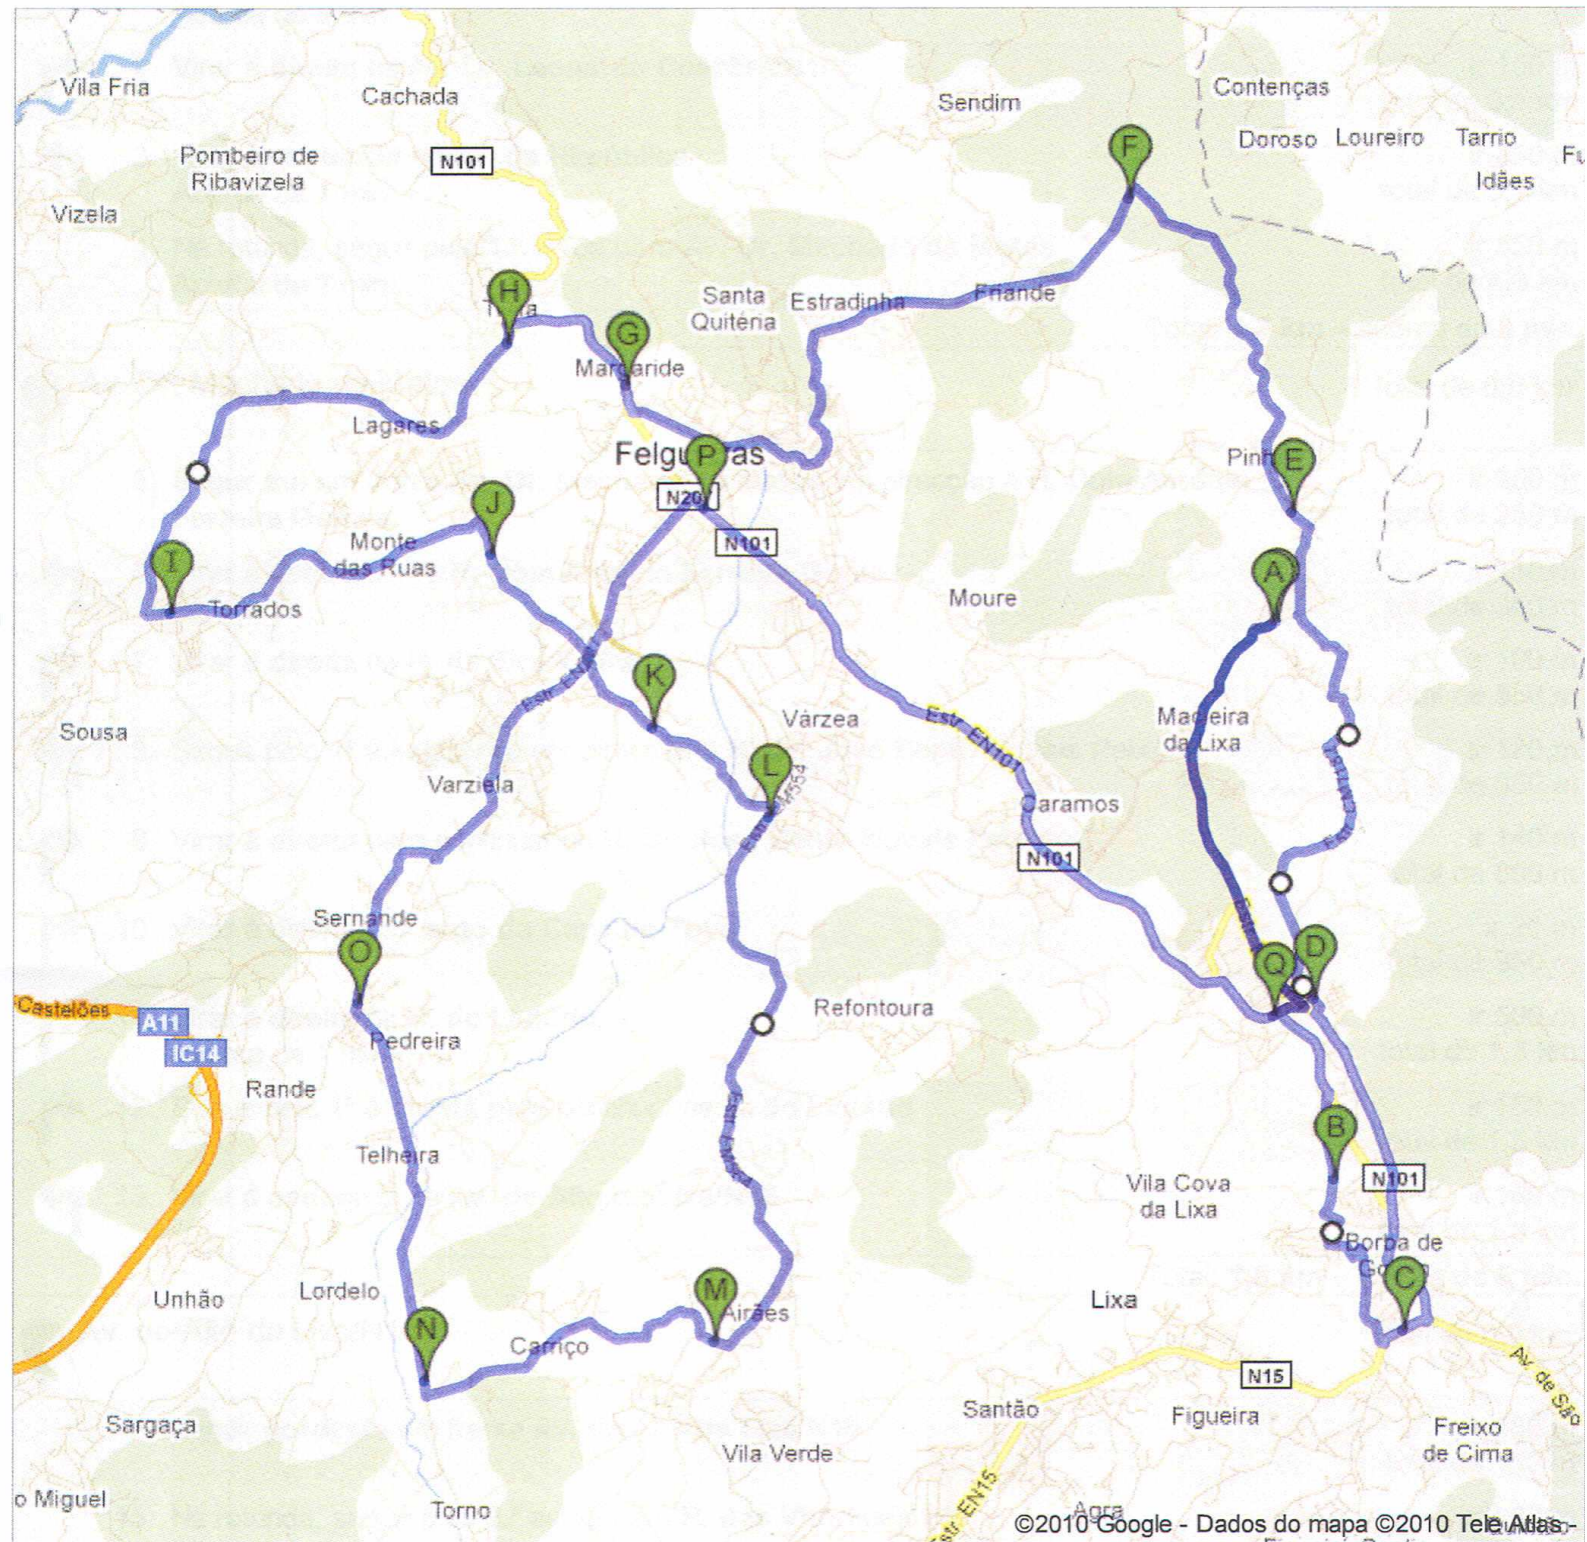 Vila Fria
Cachada
Sendim
Contenças
Doroso
Loureiro
Tarrio
Idães
Pombeiro de
Ribavizela
N101
Vizela
F
H
G
Santa
Quitéria
Estradinha
Friande
Margaride
Lagares
P
N101
E
J
Monte
das Ruas
I
Torrados
A
Moure
K
Estr. EN101
Várzea
L
Sousa
Varziela
Madeira
da Lixa
Caramos
N101
Sernande
O
Q
D
Castelões
A11
IC14
Pedreira
Refontoura
Rande
Telheira
B
N101
Vila Cova
da Lixa
Borba de
C
Unhão
Lordelo
M
Airães
Lixa
N
Carriço
N15
Av. de São
Santão
Figueira
Freixo
de Cima
Sargaça
Vila Verde
o Miguel
Torno
Estr. EN15
Agra
©2010 Google - Dados do mapa ©2010 Tele Atlas -